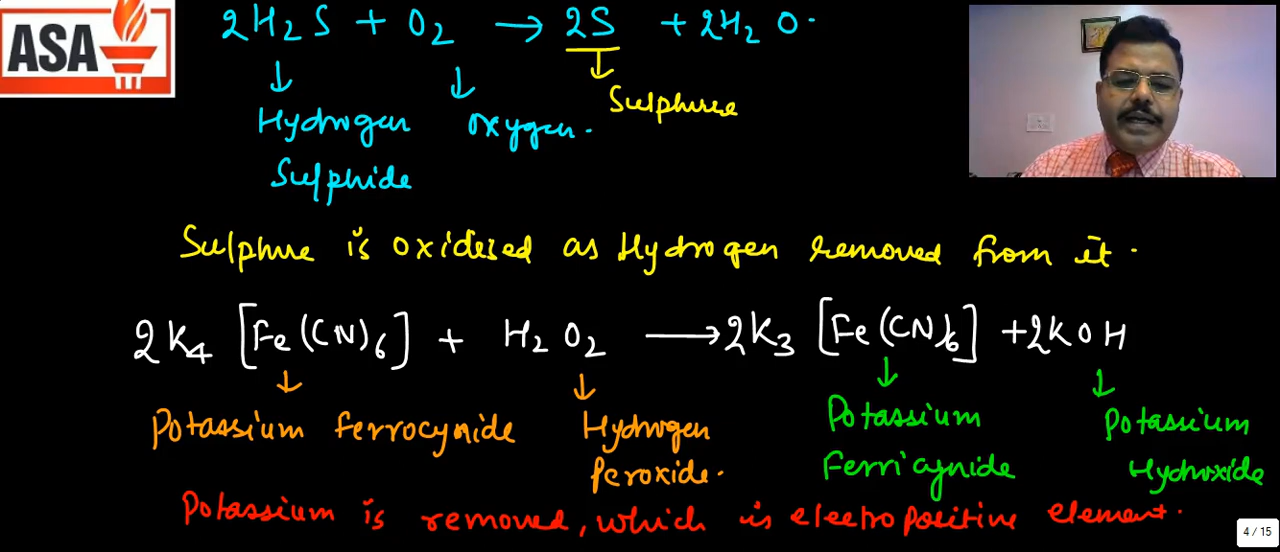 ASA
2H₂S + O₂ → 2S + 2H₂O.
Hydrogen Sulphide
oxygen.
Sulphure
Sulphure is oxidised as Hydrogen removed from it.
2K₄ [Fe(CN)₆] + H₂O₂ → 2K₃ [Fe(CN)₆] + 2KOH
Potassium ferrocynide
Hydrogen
Peroxide.
Potassium
Ferricynide
Potassium
Hydroxide
Potassium is removed, which is electropositive element.
4 / 15